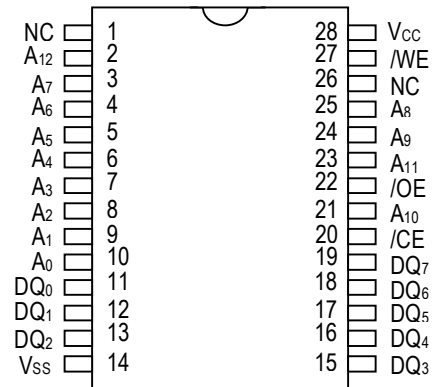 NC 1 28 VCC
A12 2 27 /WE
A7 3 26 NC
A6 4 25 A8
A5 5 24 A9
A4 6 23 A11
A3 7 22 /OE
A2 8 21 A10
A1 9 20 /CE
A0 10 19 DQ7
DQ0 11 18 DQ6
DQ1 12 17 DQ5
DQ2 13 16 DQ4
VSS 14 15 DQ3